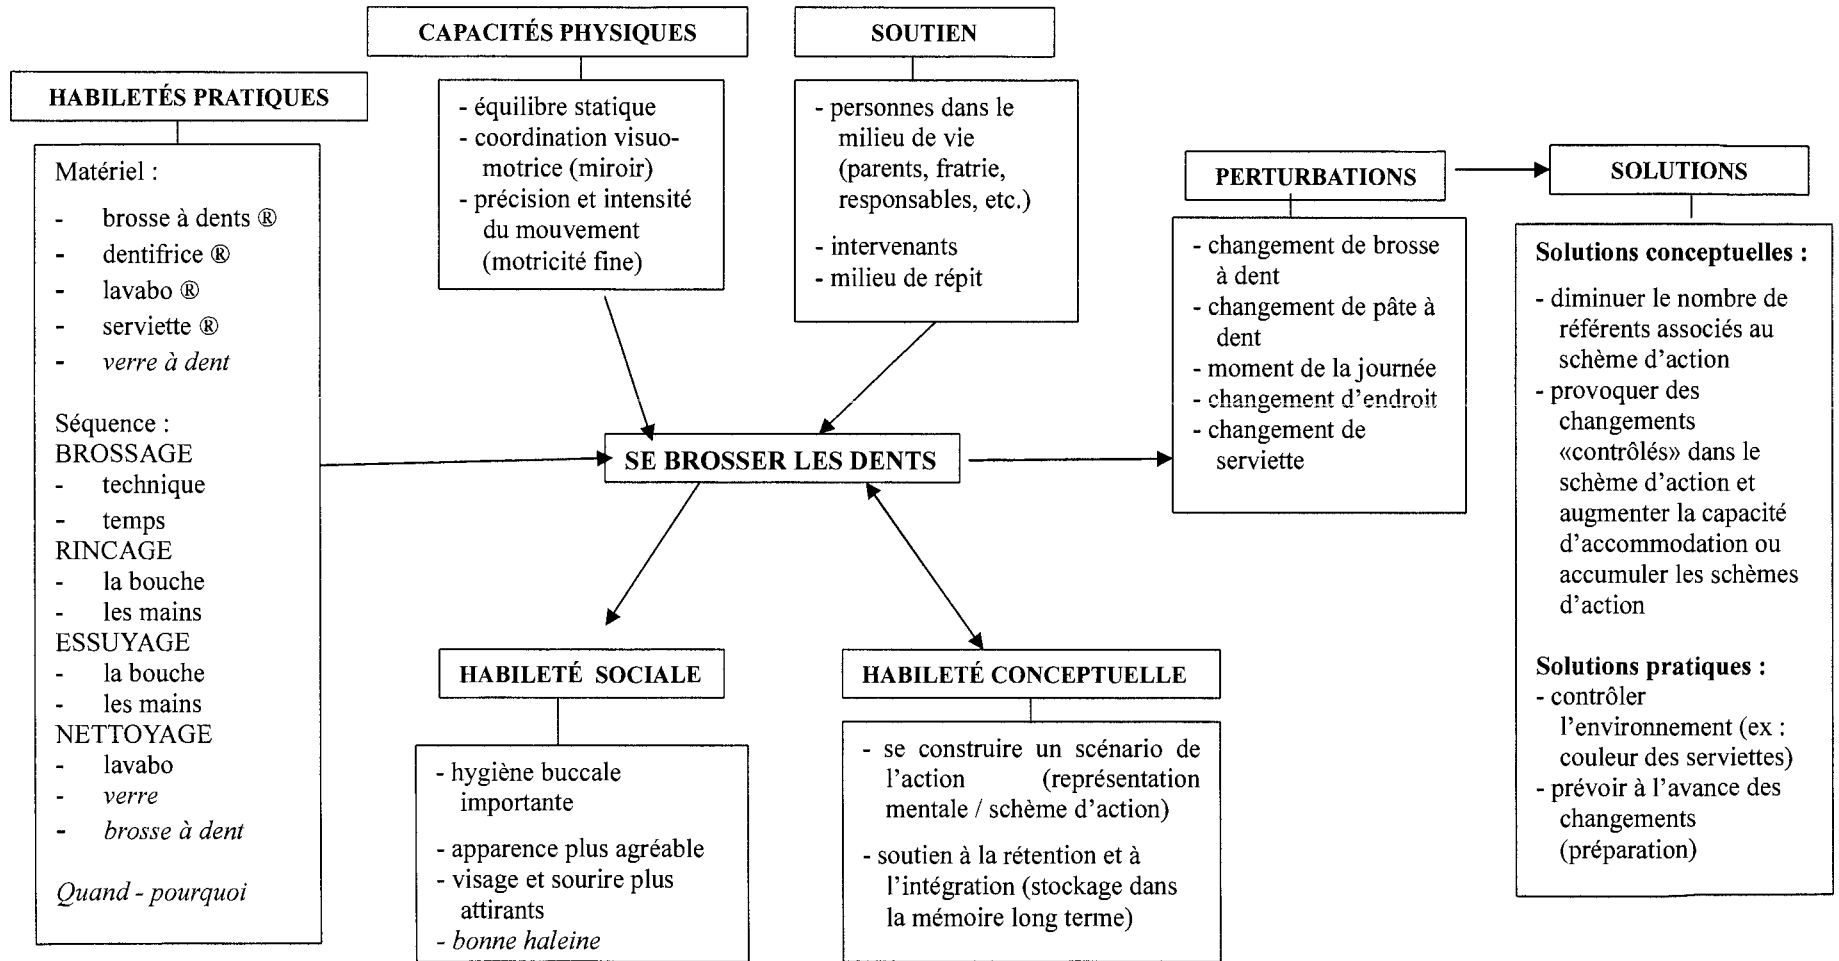 CAPACITÉS PHYSIQUES
SOUTIEN
HABILETÉS PRATIQUES
Matériel :
- brosse à dents ®
- dentifrice ®
- lavabo ®
- serviette ®
- verre à dent
Séquence :
BROSSAGE
- technique
- temps
RINCAGE
- la bouche
- les mains
ESSUYAGE
- la bouche
- les mains
NETTOYAGE
- lavabo
- verre
- brosse à dent
Quand - pourquoi
- équilibre statique
- coordination visuo-
motrice (miroir)
- précision et intensité
du mouvement
(motricité fine)
- personnes dans le
milieu de vie
(parents, fratrie,
responsables, etc.)
- intervenants
- milieu de répit
SE BROSSER LES DENTS
HABILETÉ SOCIALE
- hygiène buccale
importante
- apparence plus agréable
- visage et sourire plus
attirants
- bonne haleine
HABILETÉ CONCEPTUELLE
- se construire un scénario de
l'action (représentation
mentale / schème d'action)
- soutien à la rétention et à
l'intégration (stockage dans
la mémoire long terme)
PERTURBATIONS
- changement de brosse
à dent
- changement de pâte à
dent
- moment de la journée
- changement d'endroit
- changement de
serviette
SOLUTIONS
Solutions conceptuelles :
- diminuer le nombre de
référents associés au
schème d'action
- provoquer des
changements
«contrôlés» dans le
schème d'action et
augmenter la capacité
d'accommodation ou
accumuler les schèmes
d'action
Solutions pratiques :
- contrôler
l'environnement (ex :
couleur des serviettes)
- prévoir à l'avance des
changements
(préparation)